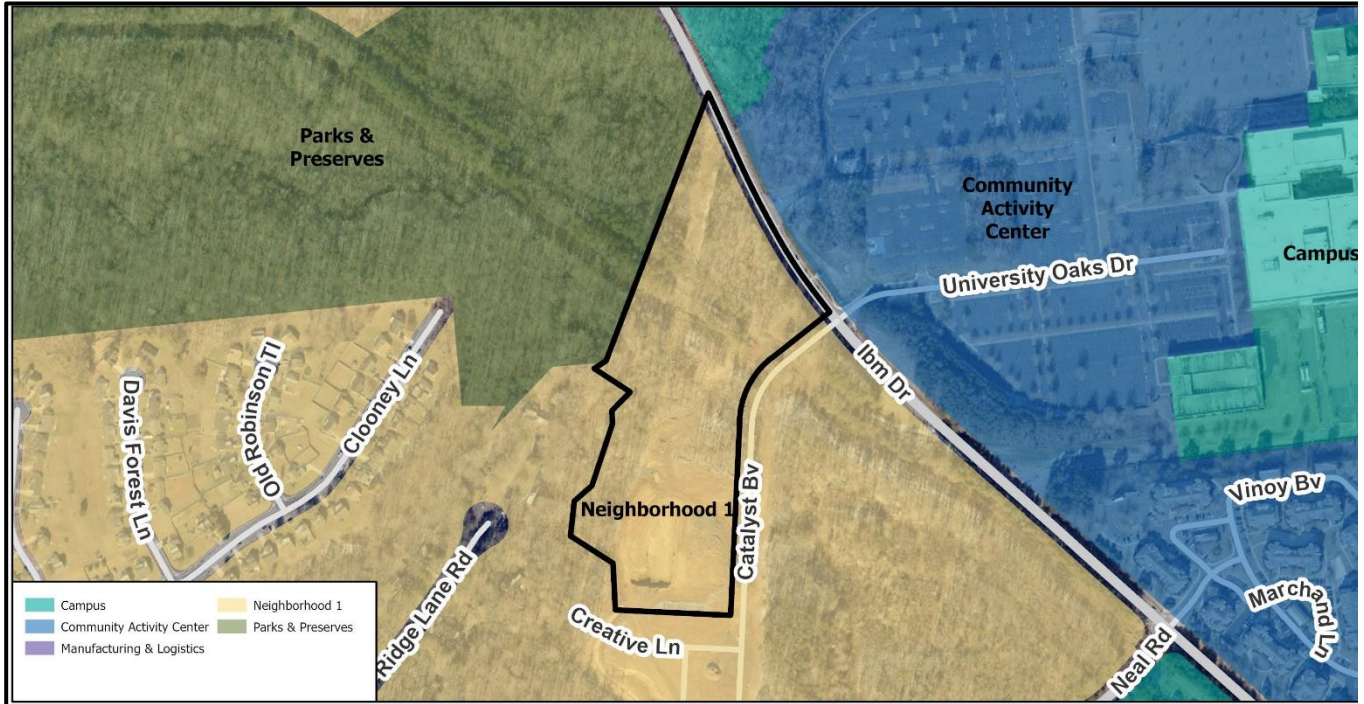 Parks &
Preserves
Community
Activity
Center
Campus
University Oaks Dr
Ibm Dr
Old Robinson Tl
Clooney Ln
Davis Forest Ln
Neighborhood 1
Catalyst Bv
Vinoy Bv
Marchand Ln
Ridge Lane Rd
Creative Ln
Neal Rd
Campus
Community Activity Center
Manufacturing & Logistics
Neighborhood 1
Parks & Preserves